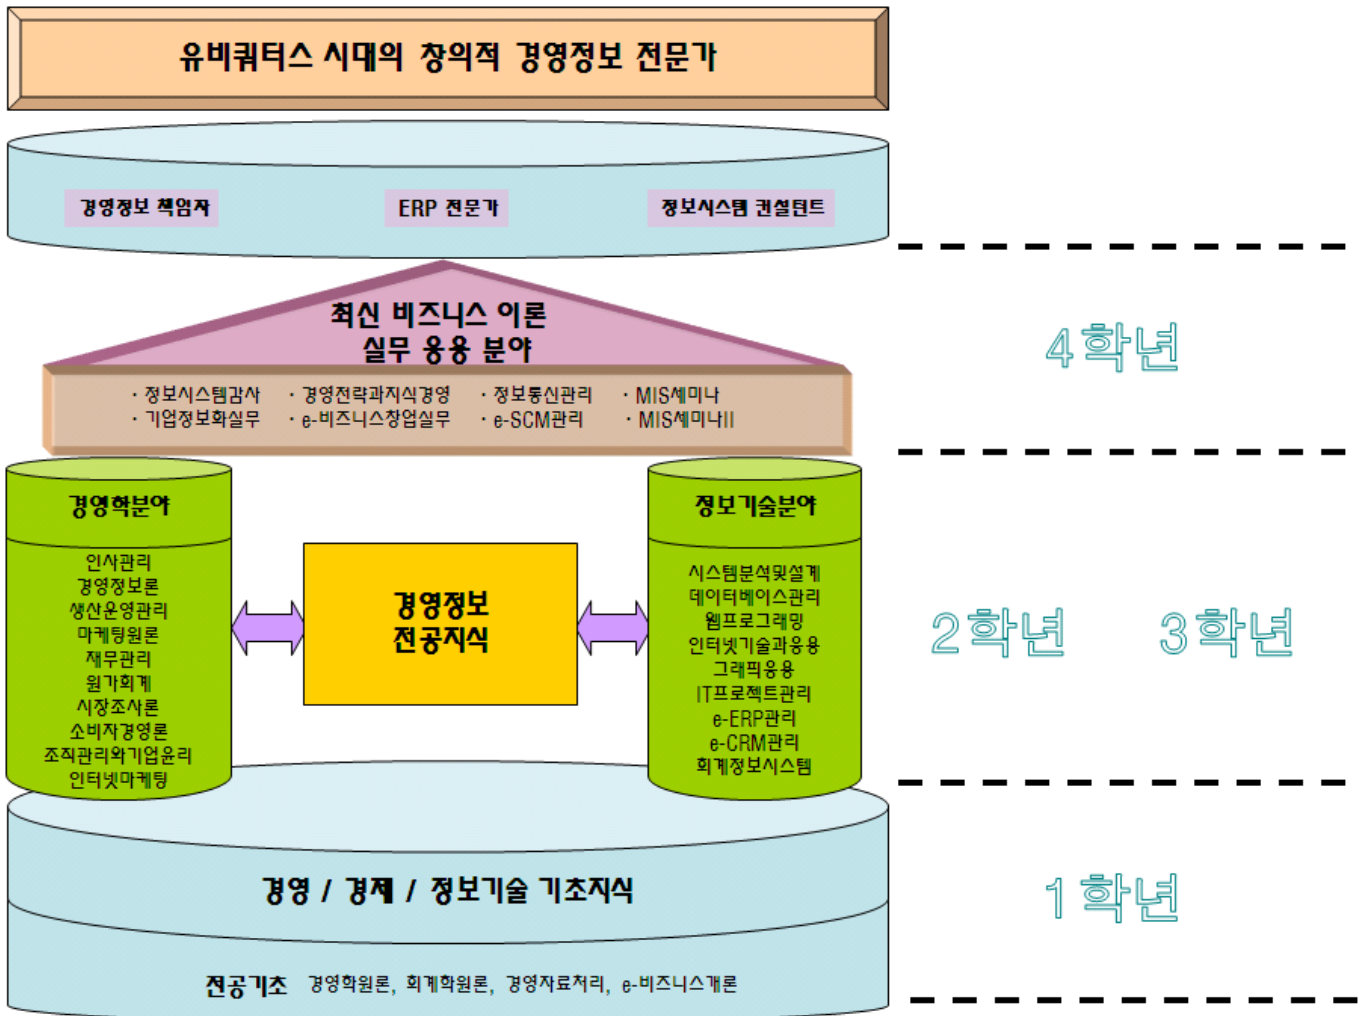 유비쿼터스 시대의 창의적 경영정보 전문가
경영정보 책임자
ERP 전문가
정보시스템 컨설턴트
최신 비즈니스 이론
실무 응용 분야
4학년
· 정보시스템감사 · 경영전략과지식경영 · 정보통신관리 · MIS세미나
· 기업정보화실무 · e-비즈니스창업실무 · e-SCM관리 · MIS세미나II
경영학분야
인사관리
경영정보론
생산운영관리
마케팅원론
재무관리
원가회계
시장조사론
소비자경영론
조직관리와기업윤리
인터넷마케팅
경영정보
전공지식
정보기술분야
시스템분석및설계
데이터베이스관리
웹프로그래밍
인터넷기술과응용
그래픽응용
IT프로젝트관리
e-ERP관리
e-CRM관리
회계정보시스템
2학년
3학년
경영 / 경제 / 정보기술 기초지식
1학년
전공기초 경영학원론, 회계학원론, 경영자료처리, e-비즈니스개론